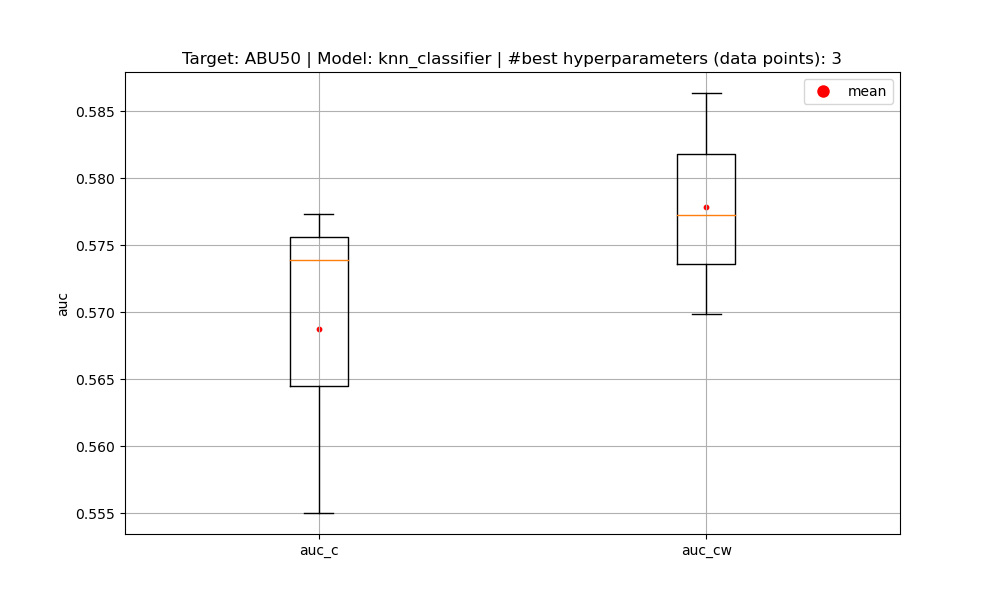 Target: ABU50 | Model: knn_classifier | #best hyperparameters (data points): 3
mean
0.585
0.580
0.575
0.570
0.565
0.560
0.555
auc
auc_c
auc_cw